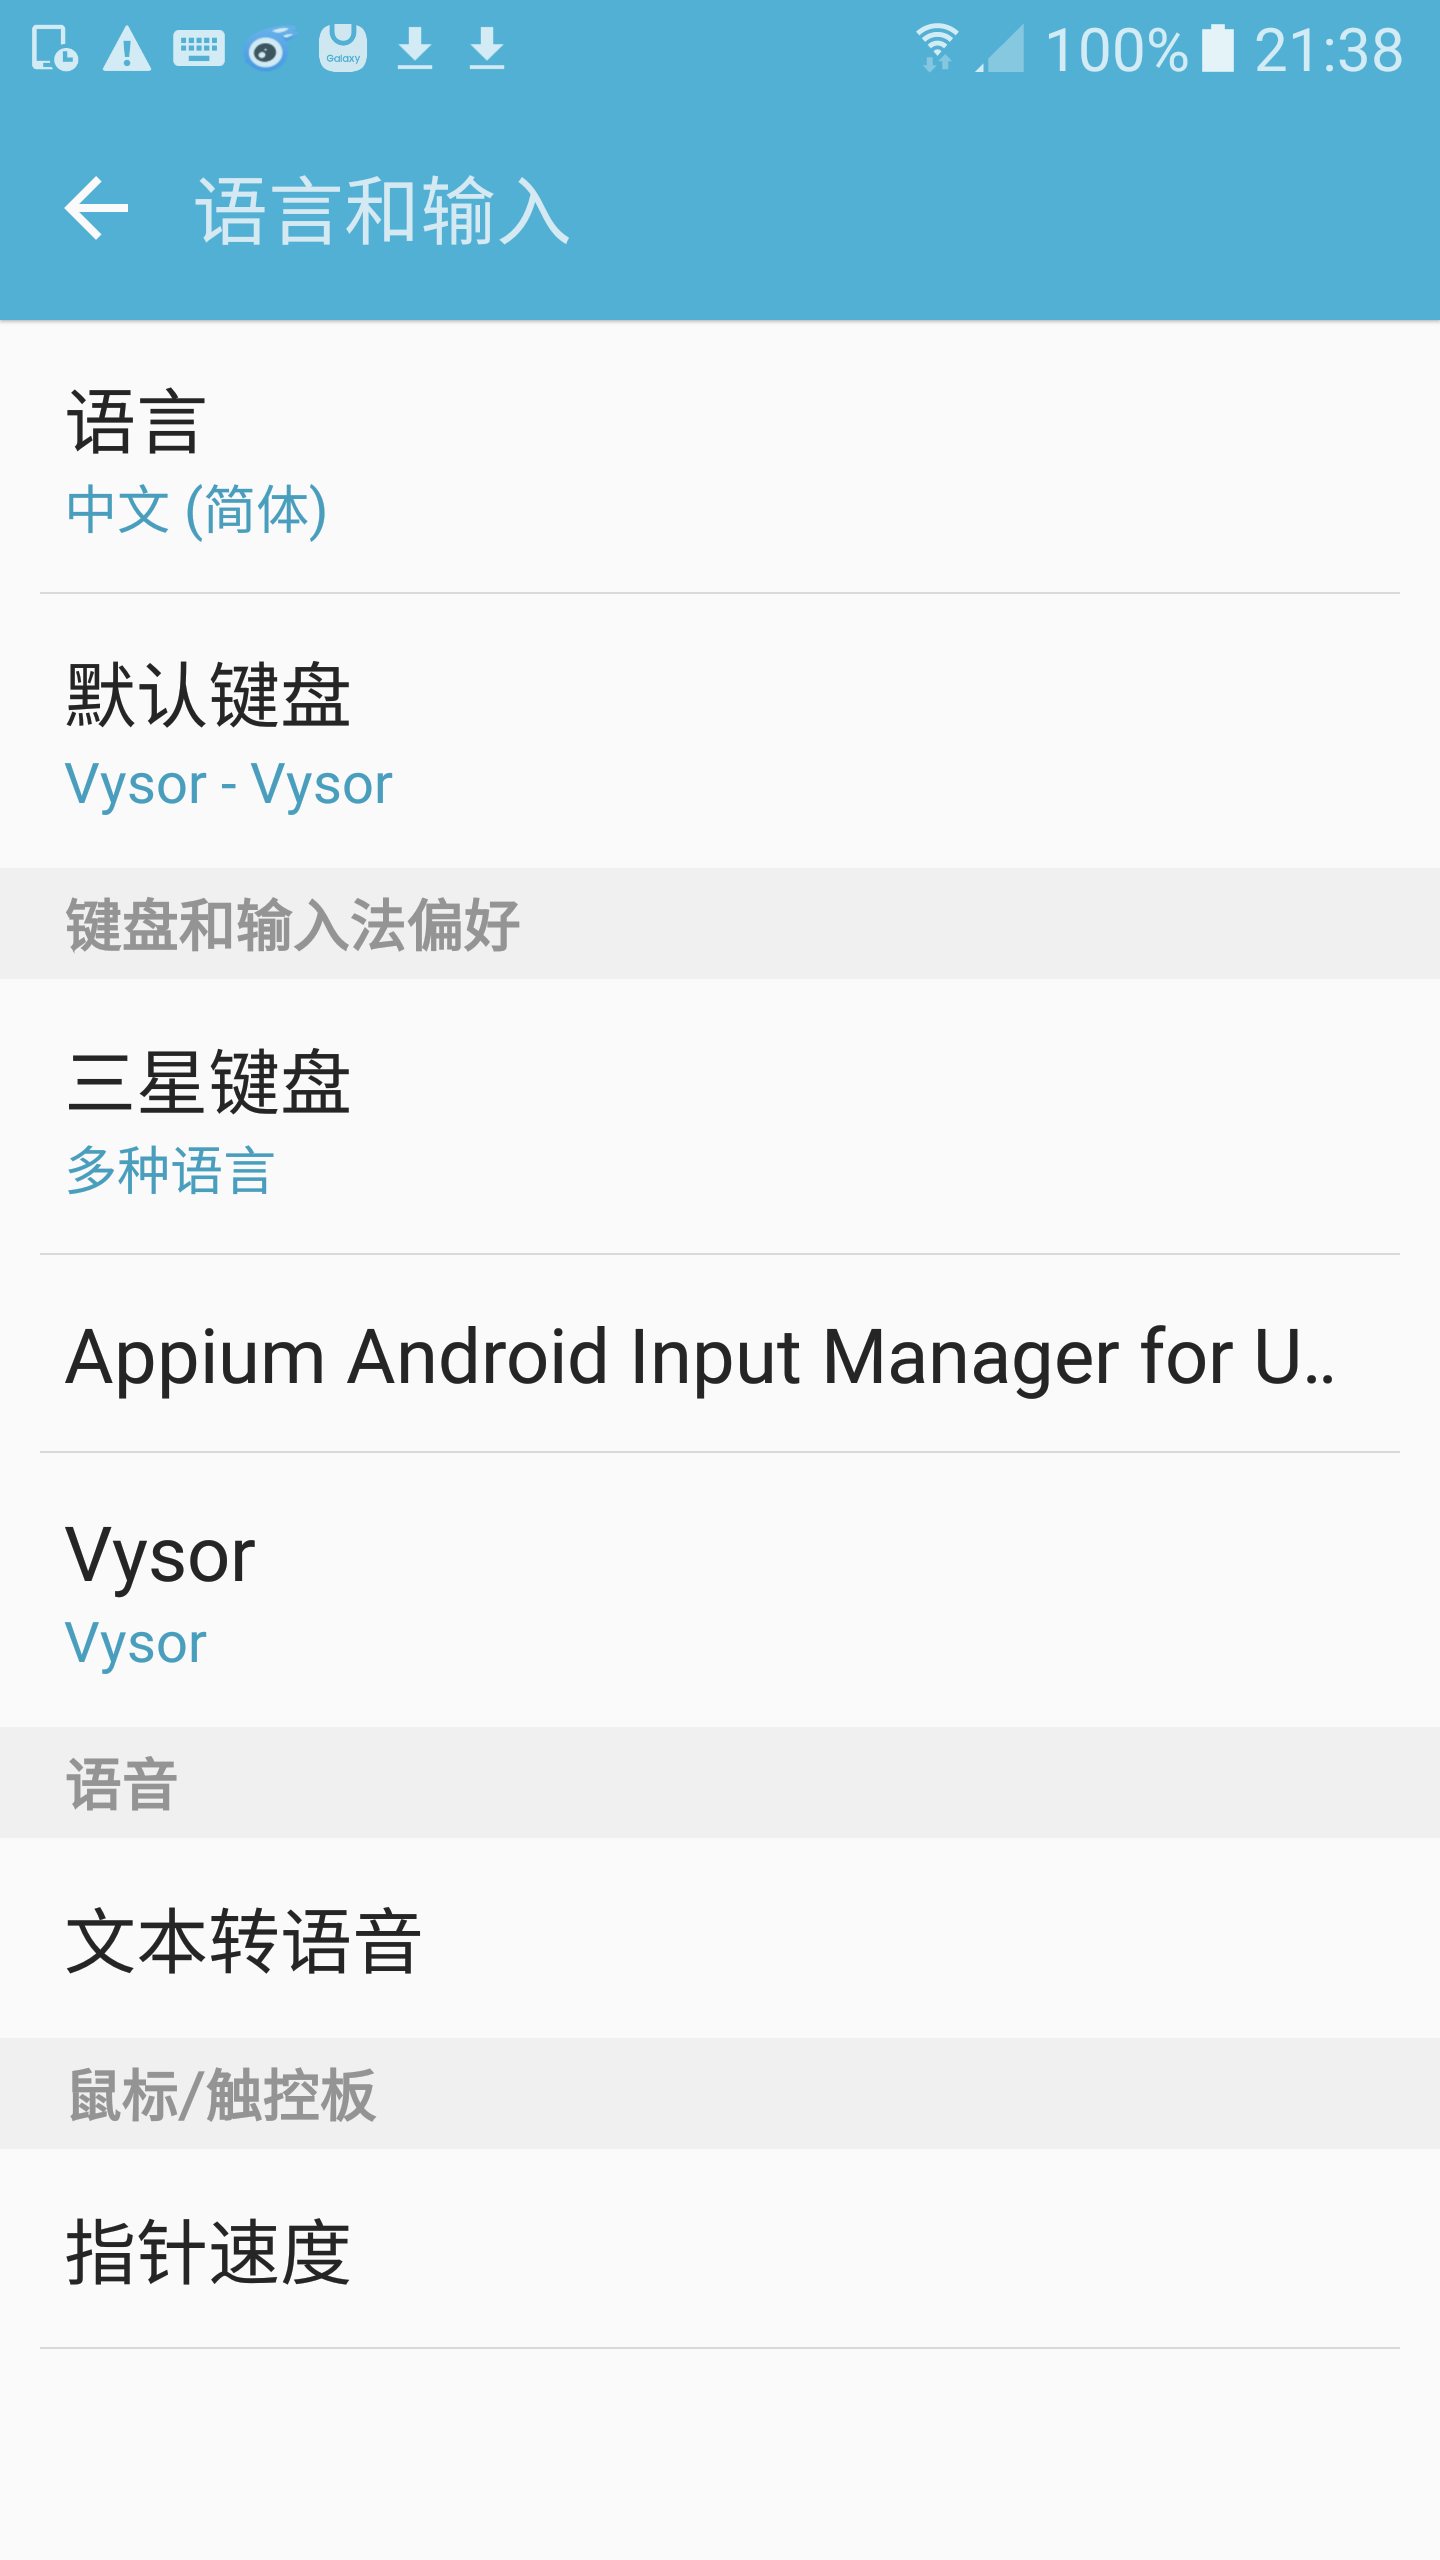 Galaxy
100%
21:38
语言和输入
语言
中文 (简体)
默认键盘
Vysor - Vysor
键盘和输入法偏好
三星键盘
多种语言
Appium Android Input Manager for U..
Vysor
Vysor
语音
文本转语音
鼠标/触控板
指针速度